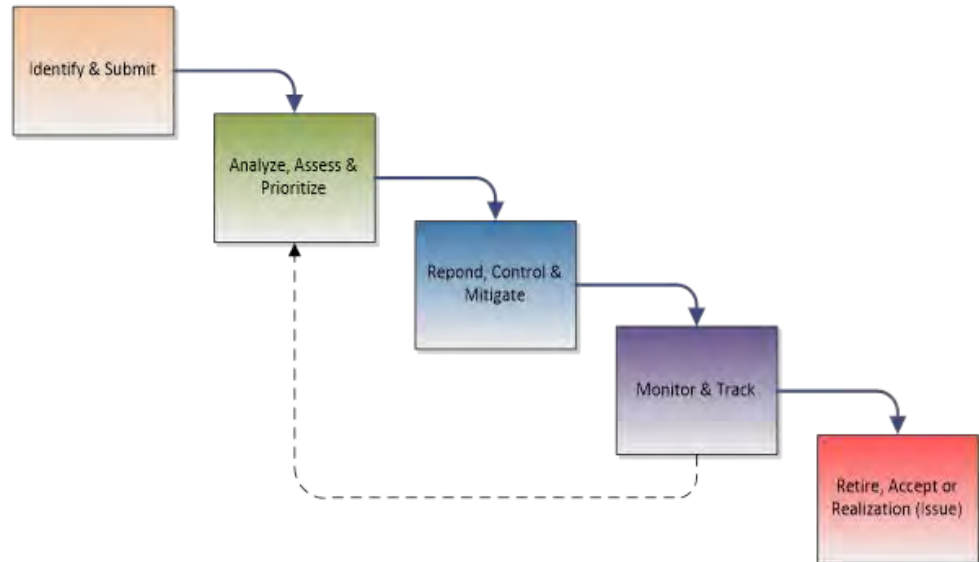 Identify & Submit
Analyze, Assess &
Prioritize
Repond, Control &
Mitigate
Monitor & Track
Retire, Accept or
Realization (Issue)